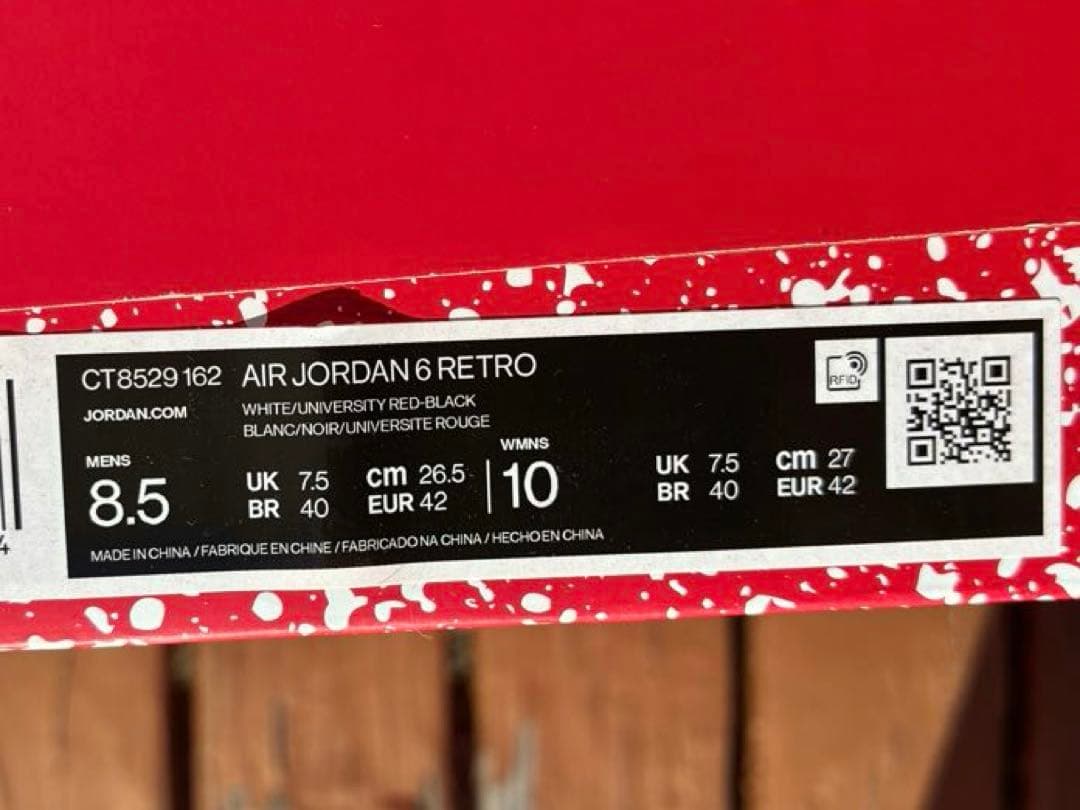 CT8529 162 AIR JORDAN 6 RETRO
JORDAN.COM
WHITE/UNIVERSITY RED-BLACK
BLANC/NOIR/UNIVERSITE ROUGE
MENS
8.5
UK 7.5
BR 40
cm 26.5
EUR 42
WMNS
10
UK 7.5
BR 40
cm 27
EUR 42
MADE IN CHINA / FABRIQUE EN CHINE / FABRICADO NA CHINA / HECHO EN CHINA
RFID
4